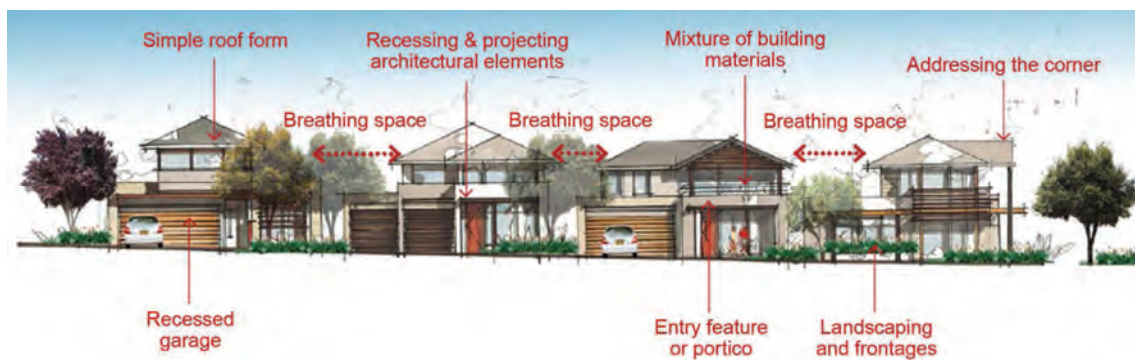 Simple roof form
Recessing & projecting
architectural elements
Mixture of building
materials
Addressing the corner
Breathing space
Breathing space
Breathing space
Recessed
garage
Entry feature
or portico
Landscaping
and frontages